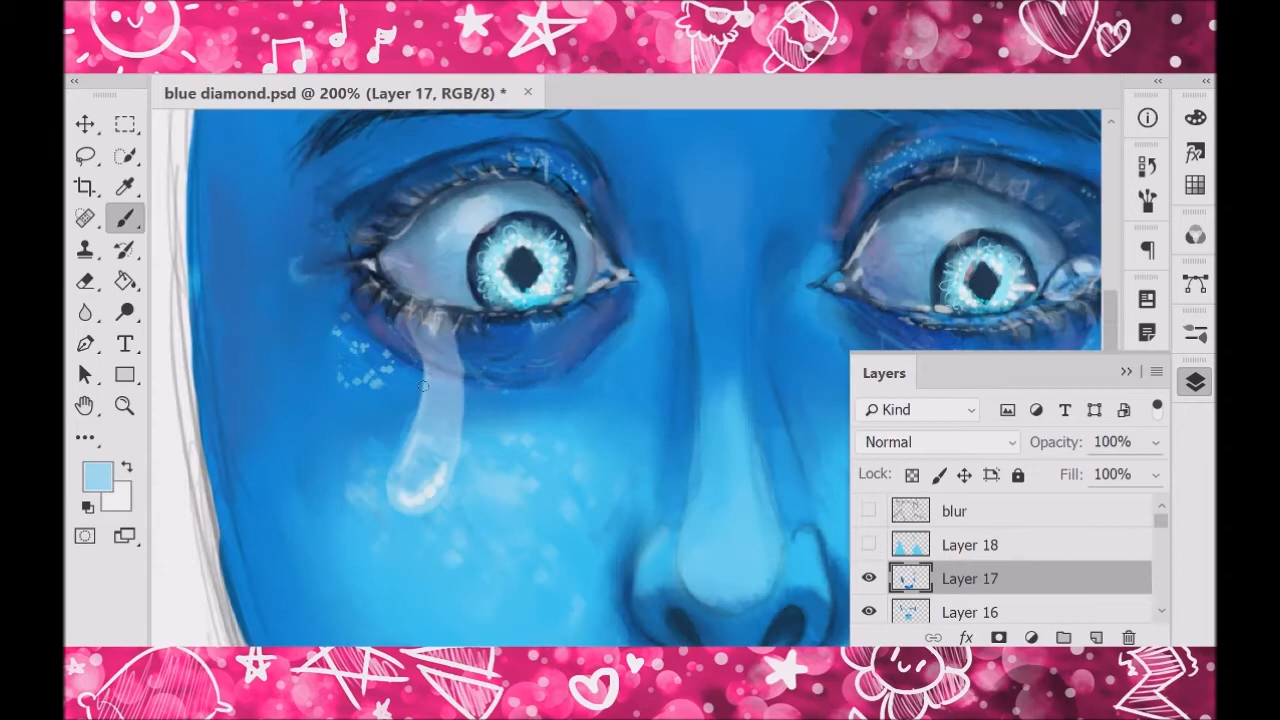 blue diamond.psd @ 200% (Layer 17, RGB/8) *
Layers
Kind
Normal
Opacity: 100%
Lock:
Fill: 100%
blur
Layer 18
Layer 17
Layer 16